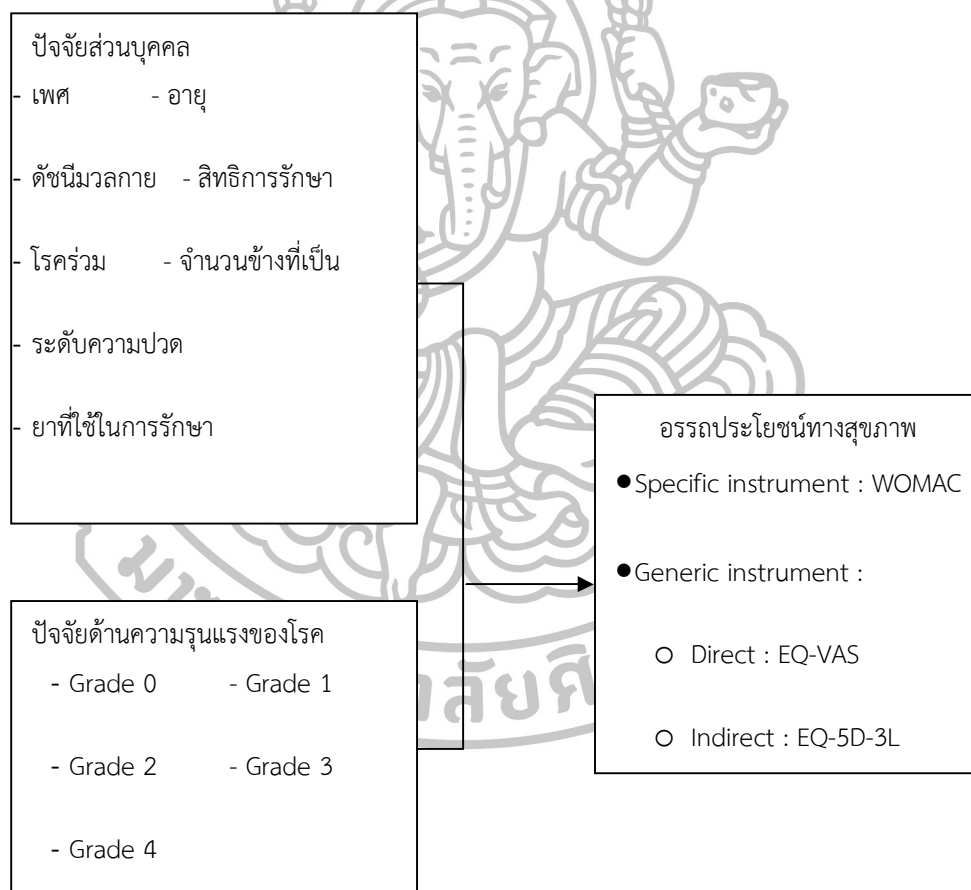 ปัจจัยส่วนบุคคล
- เพศ - อายุ
- ดัชนีมวลกาย - สิทธิการรักษา
- โรคร่วม - จำนวนข้างที่เป็น
- ระดับความปวด
- ยาที่ใช้ในการรักษา
อรรถประโยชน์ทางสุขภาพ
●Specific instrument : WOMAC
●Generic instrument :
o Direct : EQ-VAS
o Indirect : EQ-5D-3L
ปัจจัยด้านความรุนแรงของโรค
- Grade 0 - Grade 1
- Grade 2 - Grade 3
- Grade 4